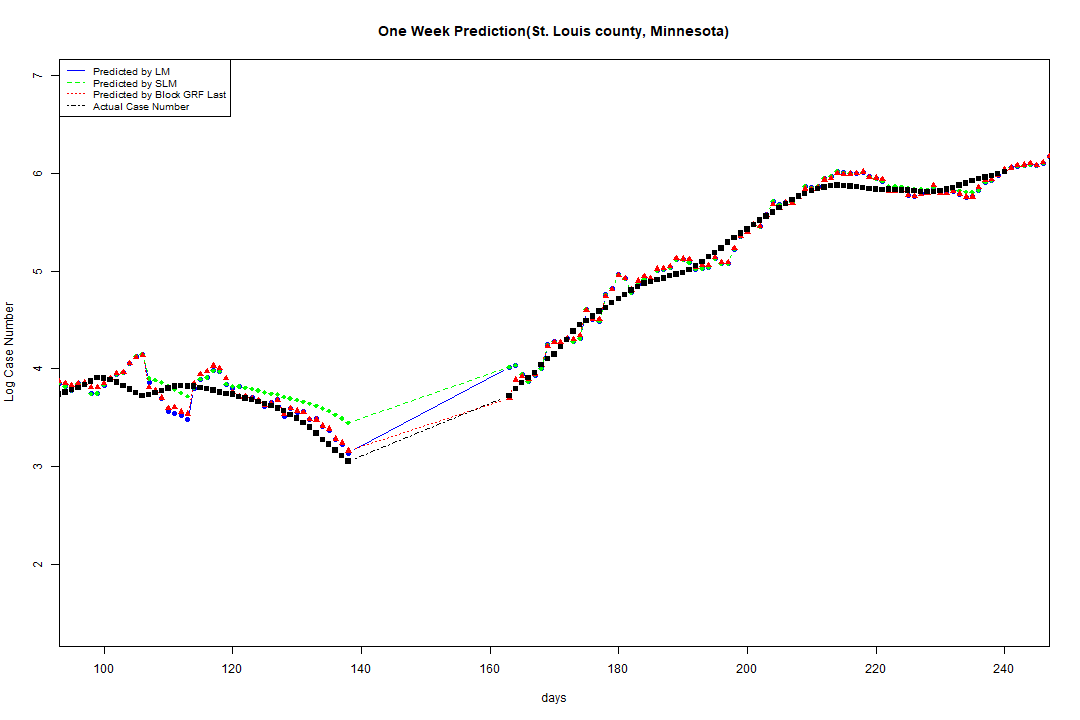 One Week Prediction(St. Louis county, Minnesota)
Predicted by LM
Predicted by SLM
Predicted by Block GRF Last
Actual Case Number
7
6
5
4
3
2
Log Case Number
100 120 140 160 180 200 220 240
days